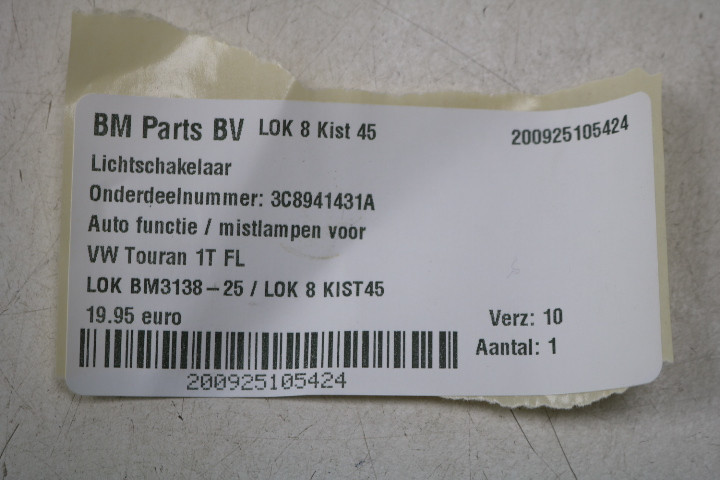 BM Parts BV LOK 8 Kist 45 200925105424
Lichtschakelaar
Onderdeelnummer: 3C8941431A
Auto functie / mistlampen voor
VW Touran 1T FL
LOK BM3138-25 / LOK 8 KIST45
19.95 euro Verz: 10
Aantal: 1
200925105424